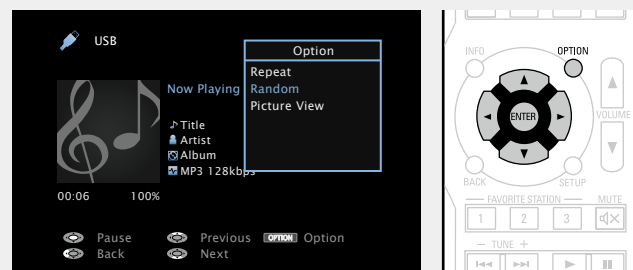 USB
Option
Repeat
Random
Picture View
Now Playing
Title
Artist
Album
MP3 128kbps
00:06 100%
Pause Previous OPTION Option
Back Next
INFO OPTION
ENTER
VOLUME
BACK SETUP
FAVORITE STATION MUTE
1 2 3
TUNE +